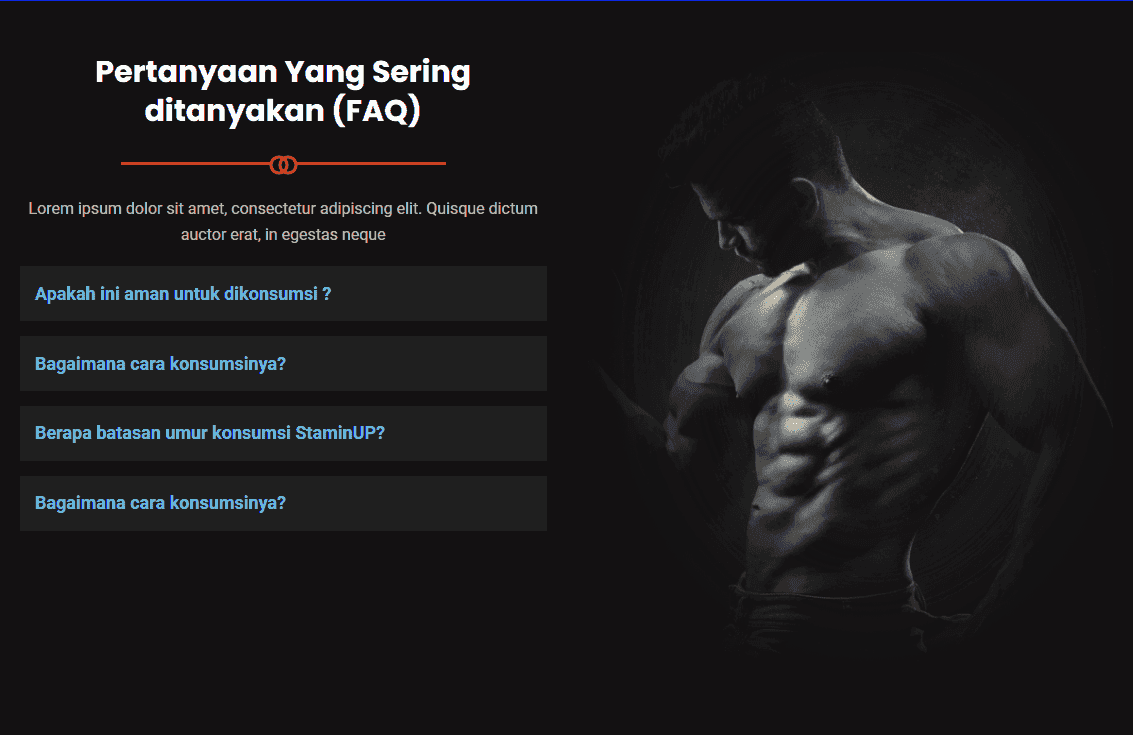 Pertanyaan Yang Sering
ditanyakan (FAQ)
Lorem ipsum dolor sit amet, consectetur adipiscing elit. Quisque dictum
auctor erat, in egestas neque
Apakah ini aman untuk dikonsumsi ?
Bagaimana cara konsumsinya?
Berapa batasan umur konsumsi StaminUP?
Bagaimana cara konsumsinya?